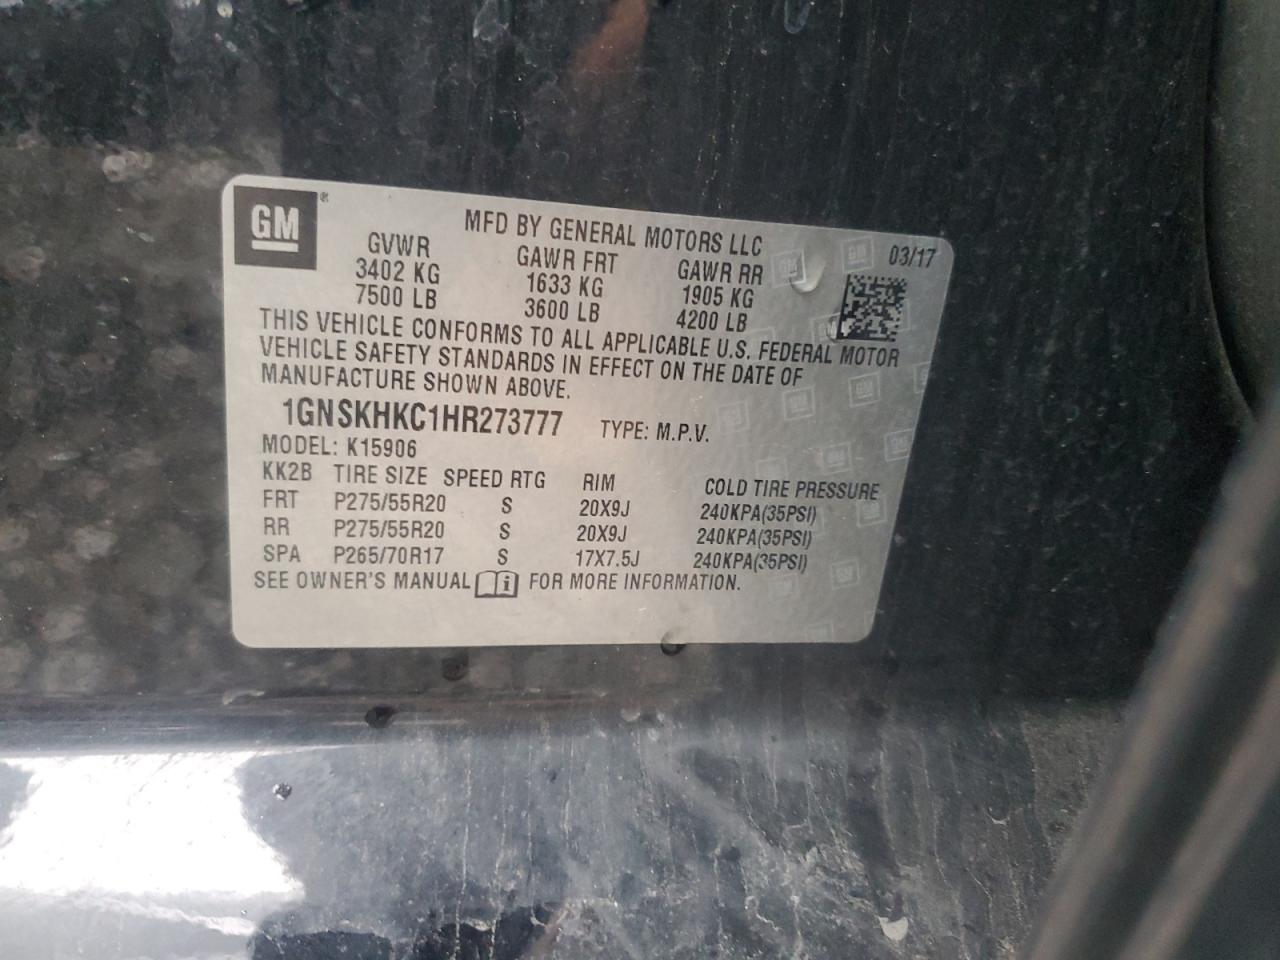 GM®
MFD BY GENERAL MOTORS LLC
03/17
GVWR GAWR FRT GAWR RR
3402 KG 1633 KG 1905 KG
7500 LB 3600 LB 4200 LB
THIS VEHICLE CONFORMS TO ALL APPLICABLE U.S. FEDERAL MOTOR
VEHICLE SAFETY STANDARDS IN EFFECT ON THE DATE OF
MANUFACTURE SHOWN ABOVE.
1GNSKHKC1HR273777 TYPE: M.P.V.
MODEL: K15906
KK2B TIRE SIZE SPEED RTG RIM COLD TIRE PRESSURE
FRT P275/55R20 S 20X9J 240KPA(35PSI)
RR P275/55R20 S 20X9J 240KPA(35PSI)
SPA P265/70R17 S 17X7.5J 240KPA(35PSI)
SEE OWNER'S MANUAL i FOR MORE INFORMATION.